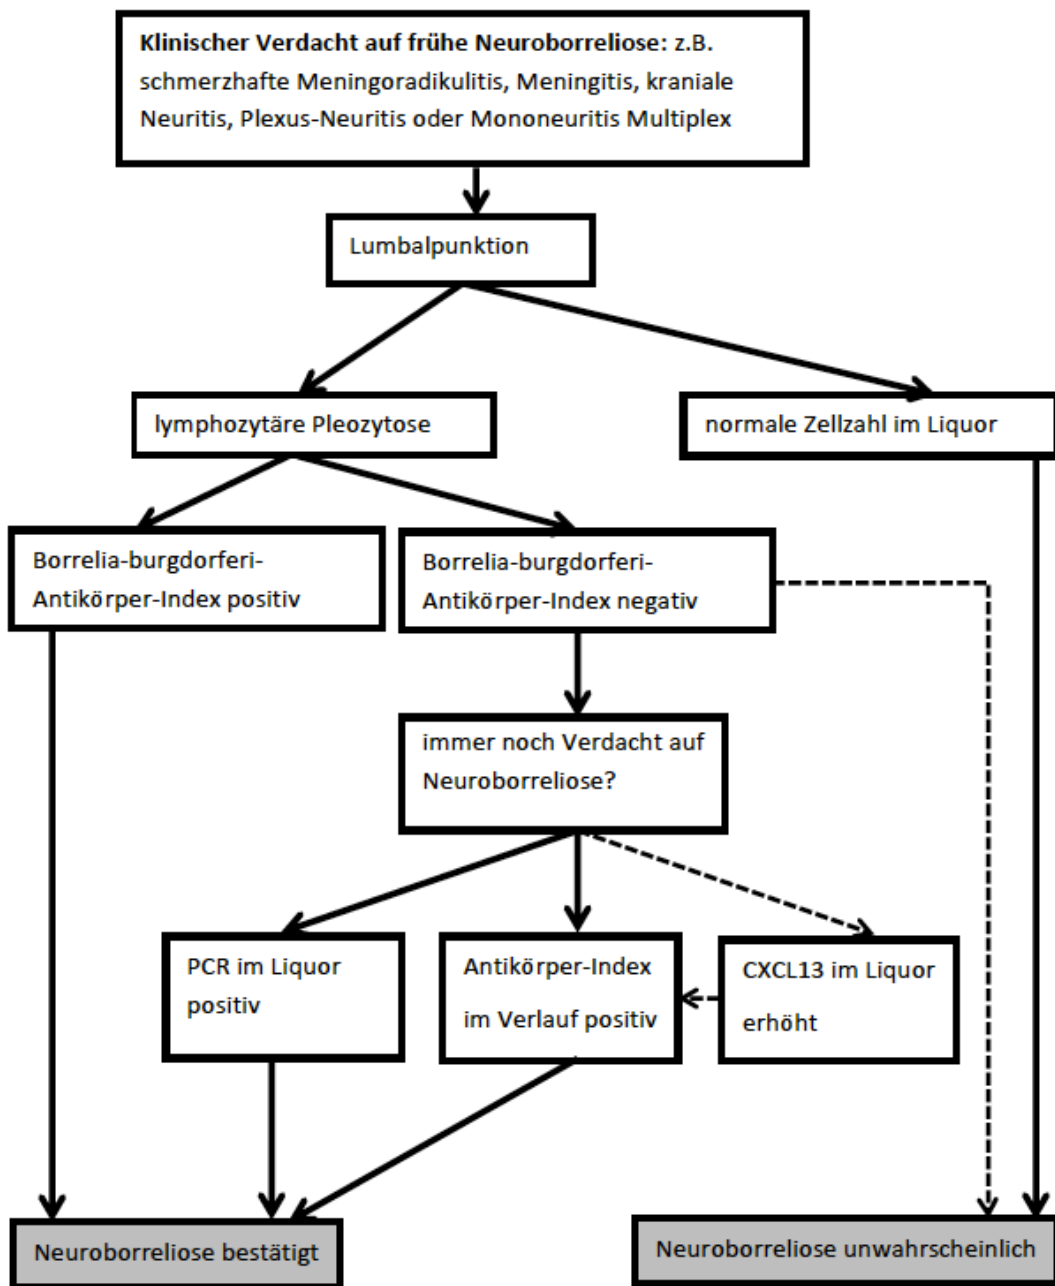 Klinischer Verdacht auf frühe Neuroborreliose: z.B.
schmerzhafte Meningoradikulitis, Meningitis, kraniale
Neuritis, Plexus-Neuritis oder Mononeuritis Multiplex
Lumbalpunktion
lymphozytäre Pleozytose
normale Zellzahl im Liquor
Borrelia-burgdorferi-
Antikörper-Index positiv
Borrelia-burgdorferi-
Antikörper-Index negativ
immer noch Verdacht auf
Neuroborreliose?
PCR im Liquor
positiv
Antikörper-Index
im Verlauf positiv
CXCL13 im Liquor
erhöht
Neuroborreliose bestätigt
Neuroborreliose unwahrscheinlich